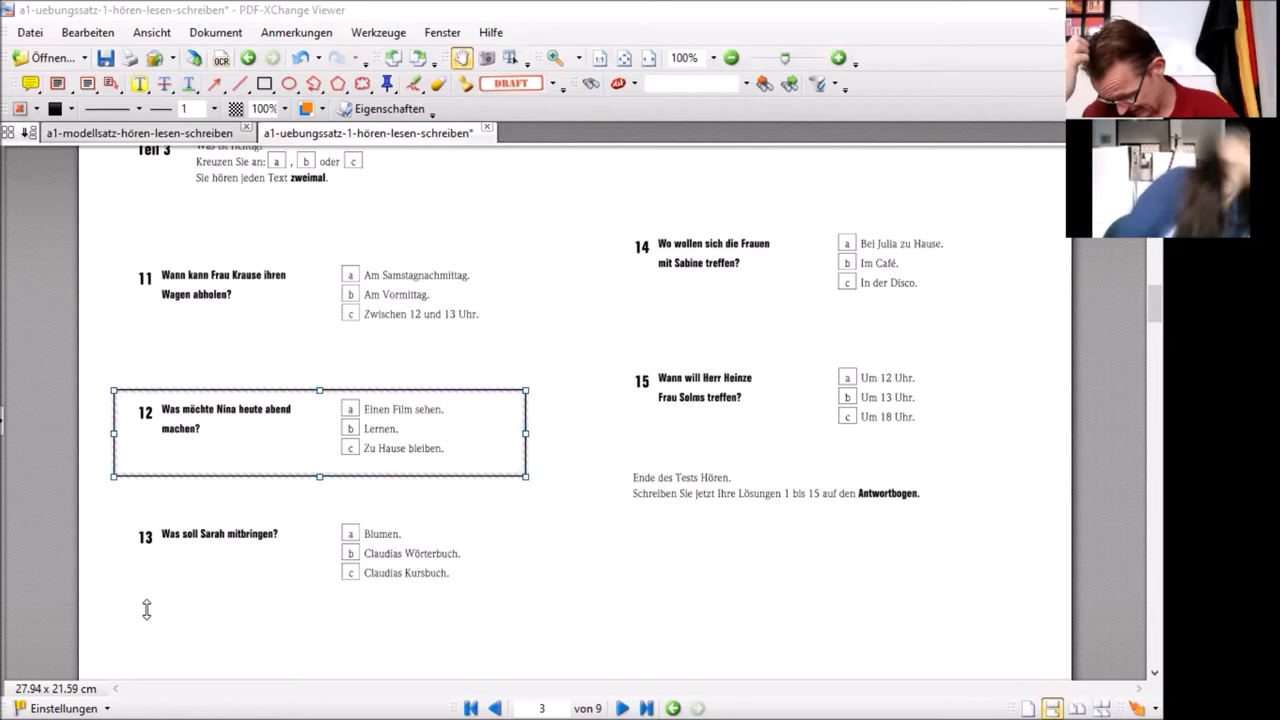 a1-uebungssatz-1-hören-lesen-schreiben* - PDF-XChange Viewer
Datei Bearbeiten Ansicht Dokument Anmerkungen Werkzeuge Fenster Hilfe
Öffnen... OCR 100%
DRAFT
1 100% Eigenschaften
a1-modellsatz-hören-lesen-schreiben a1-uebungssatz-1-hören-lesen-schreiben*
Teil 3 Was ist richtig?
Kreuzen Sie an: a , b oder c
Sie hören jeden Text zweimal.
11 Wann kann Frau Krause ihren Wagen abholen?
a Am Samstagnachmittag.
b Am Vormittag.
c Zwischen 12 und 13 Uhr.
12 Was möchte Nina heute abend machen?
a Einen Film sehen.
b Lernen.
c Zu Hause bleiben.
13 Was soll Sarah mitbringen?
a Blumen.
b Claudias Wörterbuch.
c Claudias Kursbuch.
14 Wo wollen sich die Frauen mit Sabine treffen?
a Bei Julia zu Hause.
b Im Café.
c In der Disco.
15 Wann will Herr Heinze Frau Solms treffen?
a Um 12 Uhr.
b Um 13 Uhr.
c Um 18 Uhr.
Ende des Tests Hören.
Schreiben Sie jetzt Ihre Lösungen 1 bis 15 auf den Antwortbogen.
27.94 x 21.59 cm
Einstellungen 3 von 9